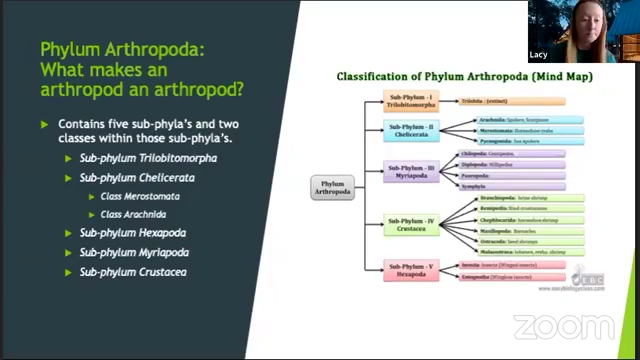 Phylum Arthropoda:
What makes an
arthropod an arthropod?
Contains five sub-phyla's and two
classes within those sub-phyla's.
Sub-phylum Trilobitomorpha
Sub-phylum Chelicerata
Class Merostomata
Class Arachnida
Sub-phylum Hexapoda
Sub-phylum Myriapoda
Sub-phylum Crustacea
Lacy
Classification of Phylum Arthropoda (Mind Map)
Phylum
Arthropoda
Sub-Phylum - I
Trilobitomorpha
Trilobita : (extinct)
Sub-Phylum - II
Chelicerata
Arachnida: Spiders, Scorpions
Merostomata: Horseshoe crabs
Pycnogonida: Sea spiders
Sub-Phylum - III
Myriapoda
Chilopoda: Centipedes
Diplopoda: Millipedes
Pauropoda:
Symphyla
Sub-Phylum - IV
Crustacea
Branchiopoda: brine shrimp
Remipedia: blind crustaceans
horseshoe shrimp
Maxillopoda: Barnacles
Ostracoda: Seed shrimps
Malacostraca: lobsters, crabs, shrimp
Sub-Phylum - V
Hexapoda
Insecta: Insects (Winged insects)
Entognatha: (Wingless insects)
EBC
www.easybiologyclass.com
zoom